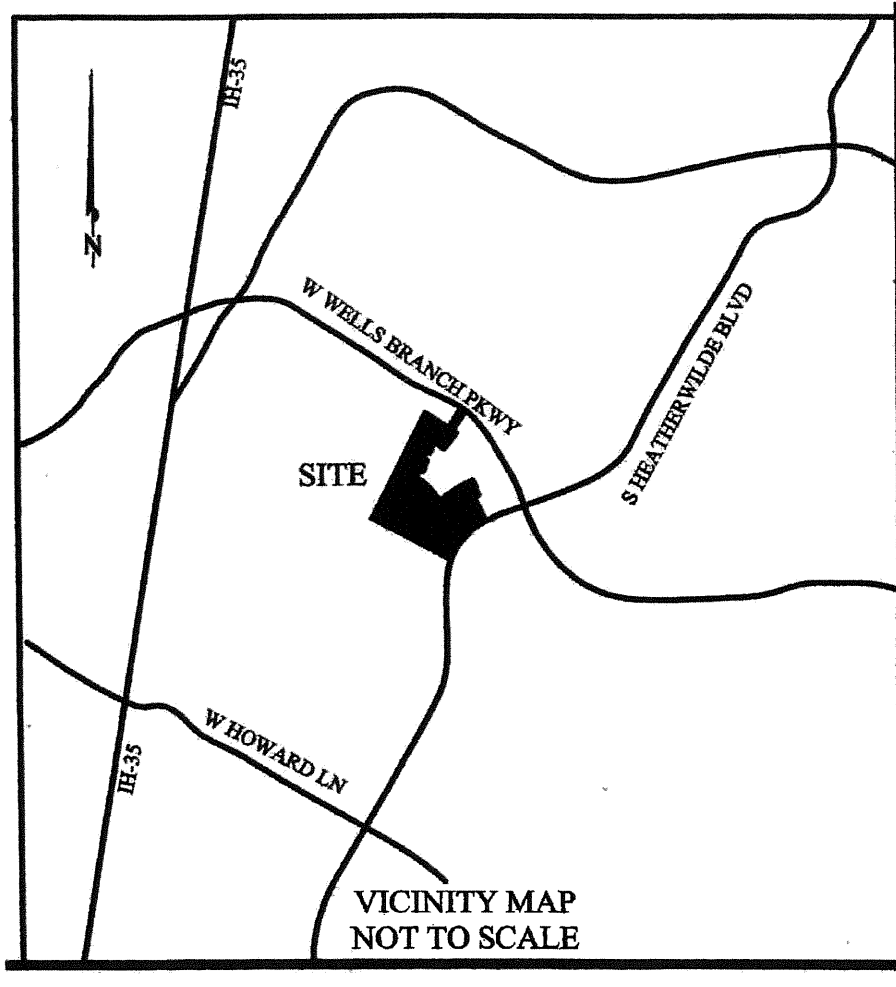 IH-35
N
W WELLS BRANCH PKWY
S HEATHERWILDE BLVD
SITE
W HOWARD LN
IH-35
VICINITY MAP
NOT TO SCALE